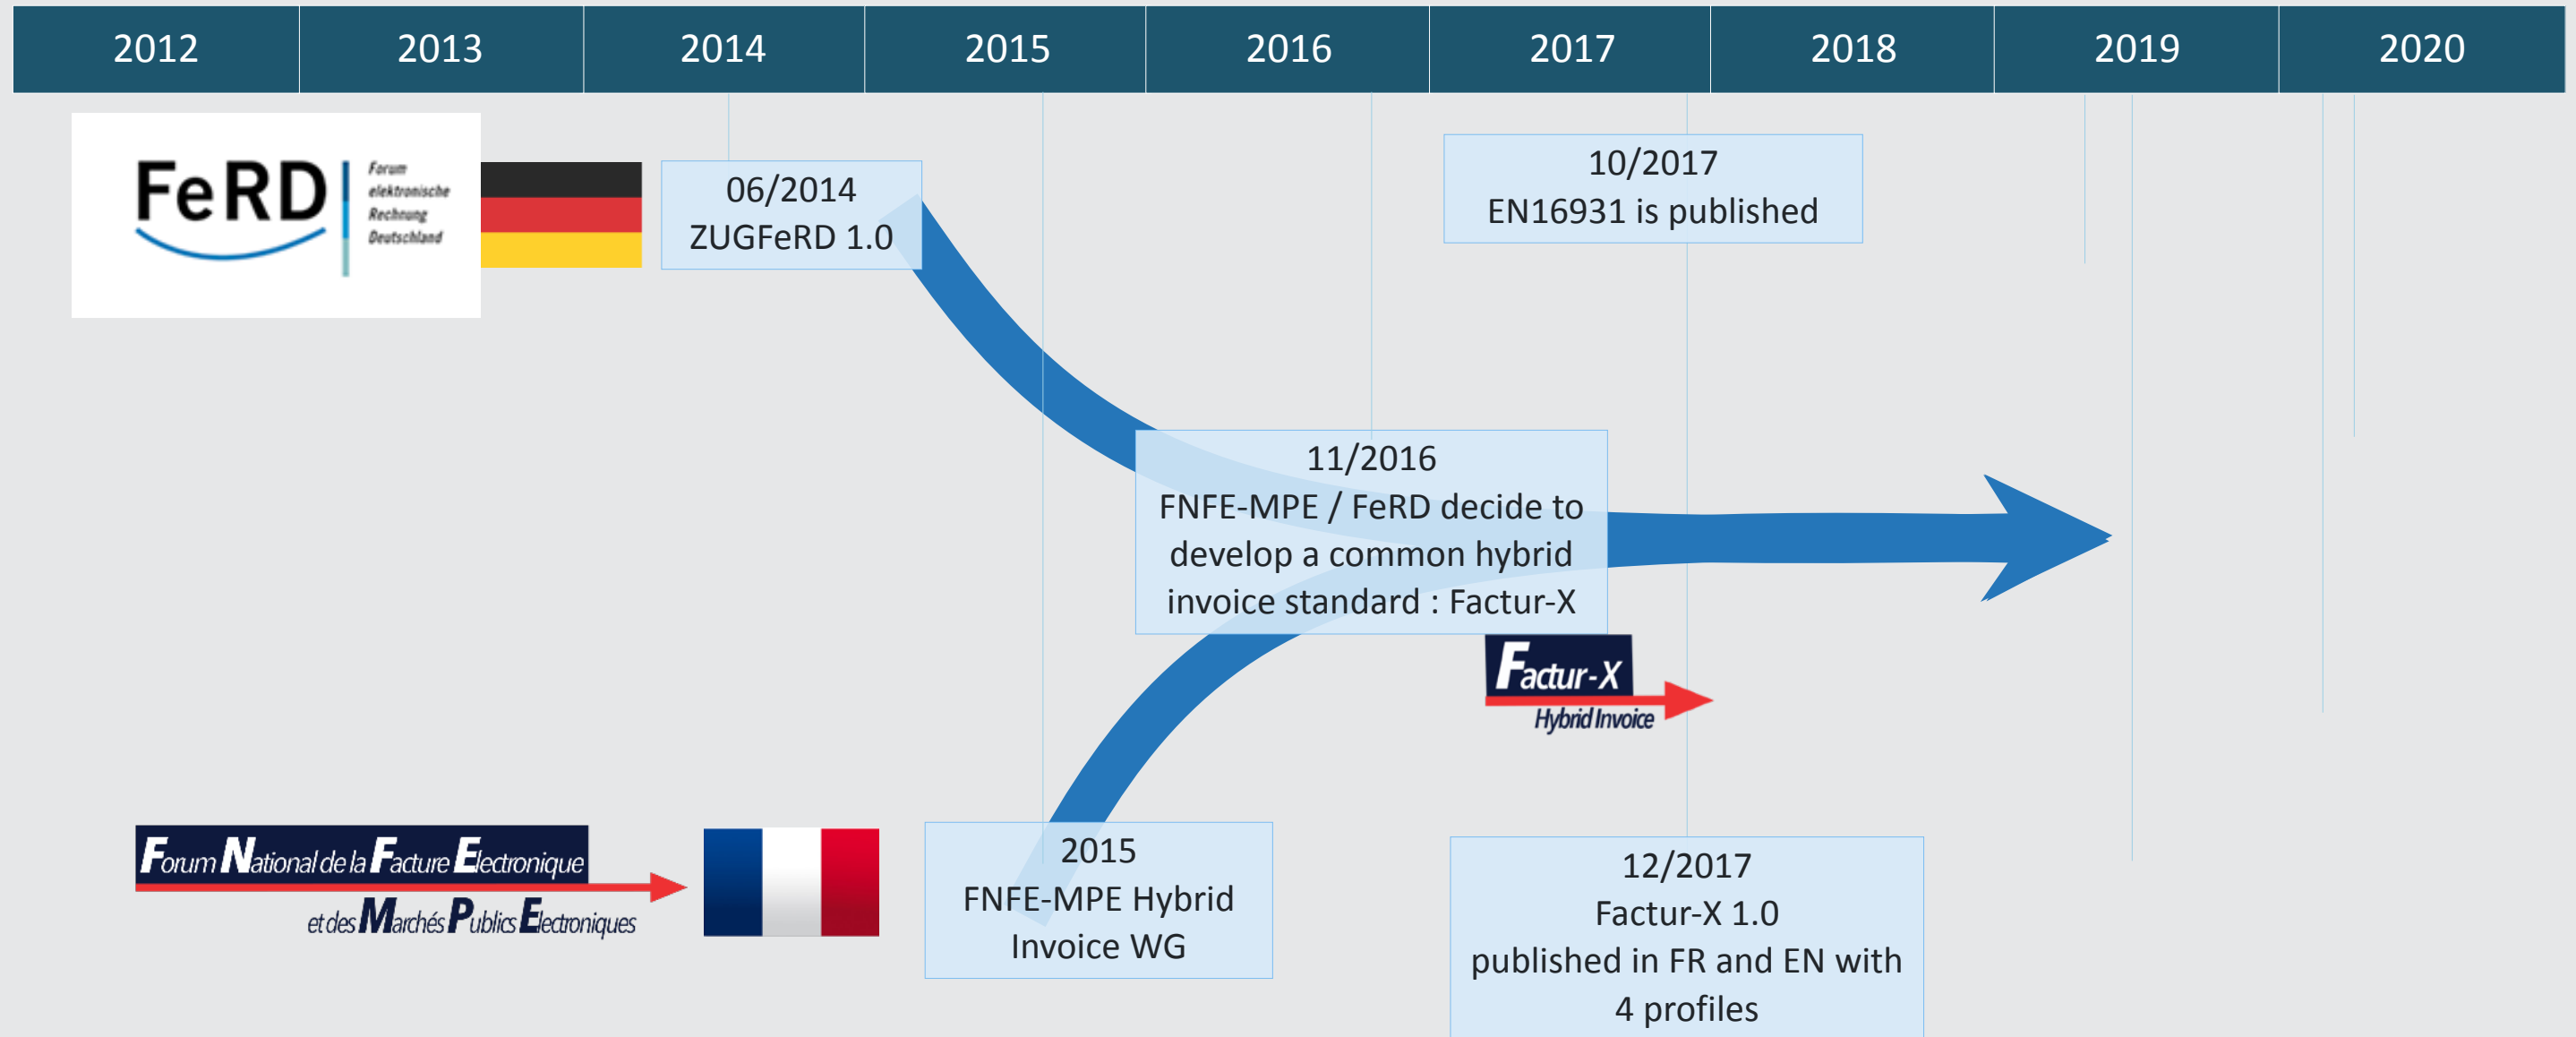 2012 2013 2014 2015 2016 2017 2018 2019 2020
FeRD
Forum
elektronische
Rechnung
Deutschland
06/2014
ZUGFeRD 1.0
10/2017
EN16931 is published
11/2016
FNFE-MPE / FeRD decide to
develop a common hybrid
invoice standard : Factur-X
Factur-X
Hybrid Invoice
Forum National de la Facture Electronique
et des Marchés Publics Electroniques
2015
FNFE-MPE Hybrid
Invoice WG
12/2017
Factur-X 1.0
published in FR and EN with
4 profiles